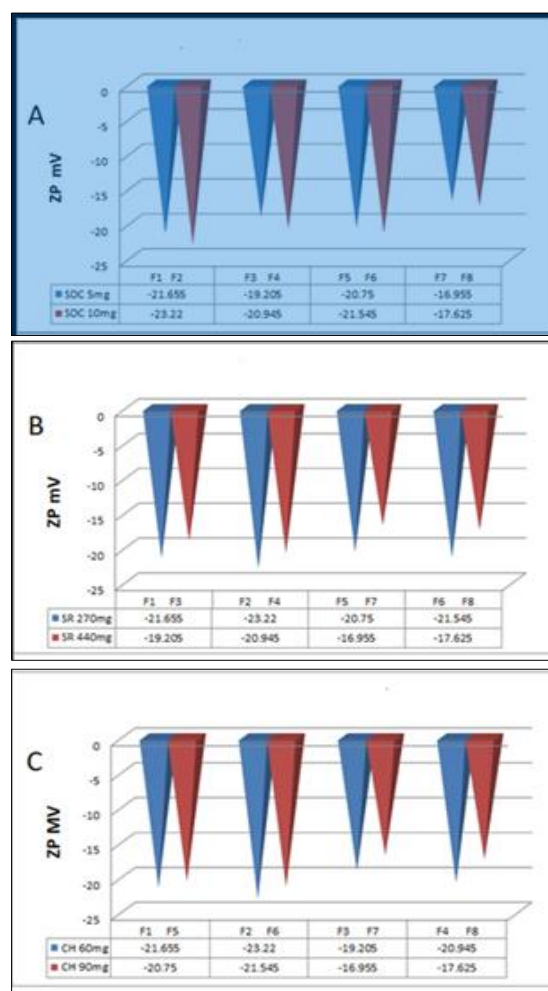 A
ZP mV
0
-5
-10
-15
-20
-25
F1 F2 F3 F4 F5 F6 F7 F8
SOC 5mg -21.655 -19.205 -20.75 -16.955
SOC 10mg -23.22 -20.945 -21.545 -17.625
B
ZP mV
0
-5
-10
-15
-20
-25
F1 F3 F2 F4 F5 F7 F6 F8
SR 270mg -21.655 -23.22 -20.75 -21.545
SR 440mg -19.205 -20.945 -16.955 -17.625
C
ZP MV
0
-5
-10
-15
-20
-25
F1 F5 F2 F6 F3 F7 F4 F8
CH 60mg -21.655 -23.22 -19.205 -20.945
CH 90mg -20.75 -21.545 -16.955 -17.625